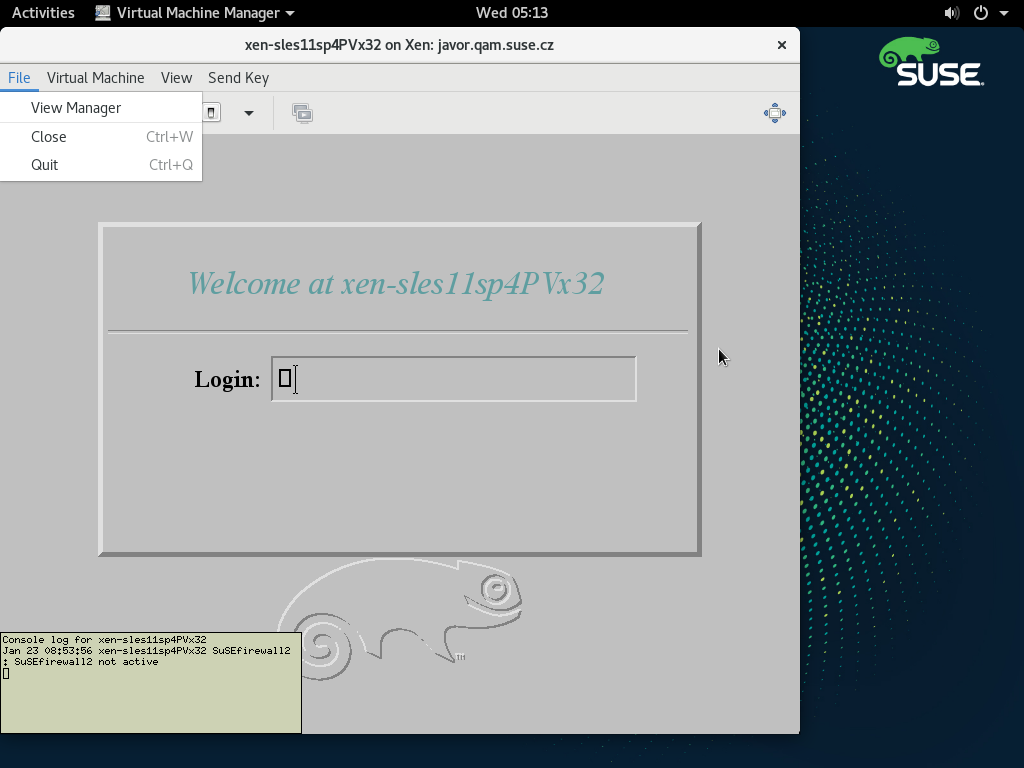 Activities Virtual Machine Manager Wed 05:13
xen-sles11sp4PVx32 on Xen: javor.qam.suse.cz
File Virtual Machine View Send Key
View Manager
Close Ctrl+W
Quit Ctrl+Q
SUSE
Welcome at xen-sles11sp4PVx32
Login:
TM
Console log for xen-sles11sp4PVx32
Jan 23 08:53:56 xen-sles11sp4PVx32 SuSEfirewall2
: SuSEfirewall2 not active